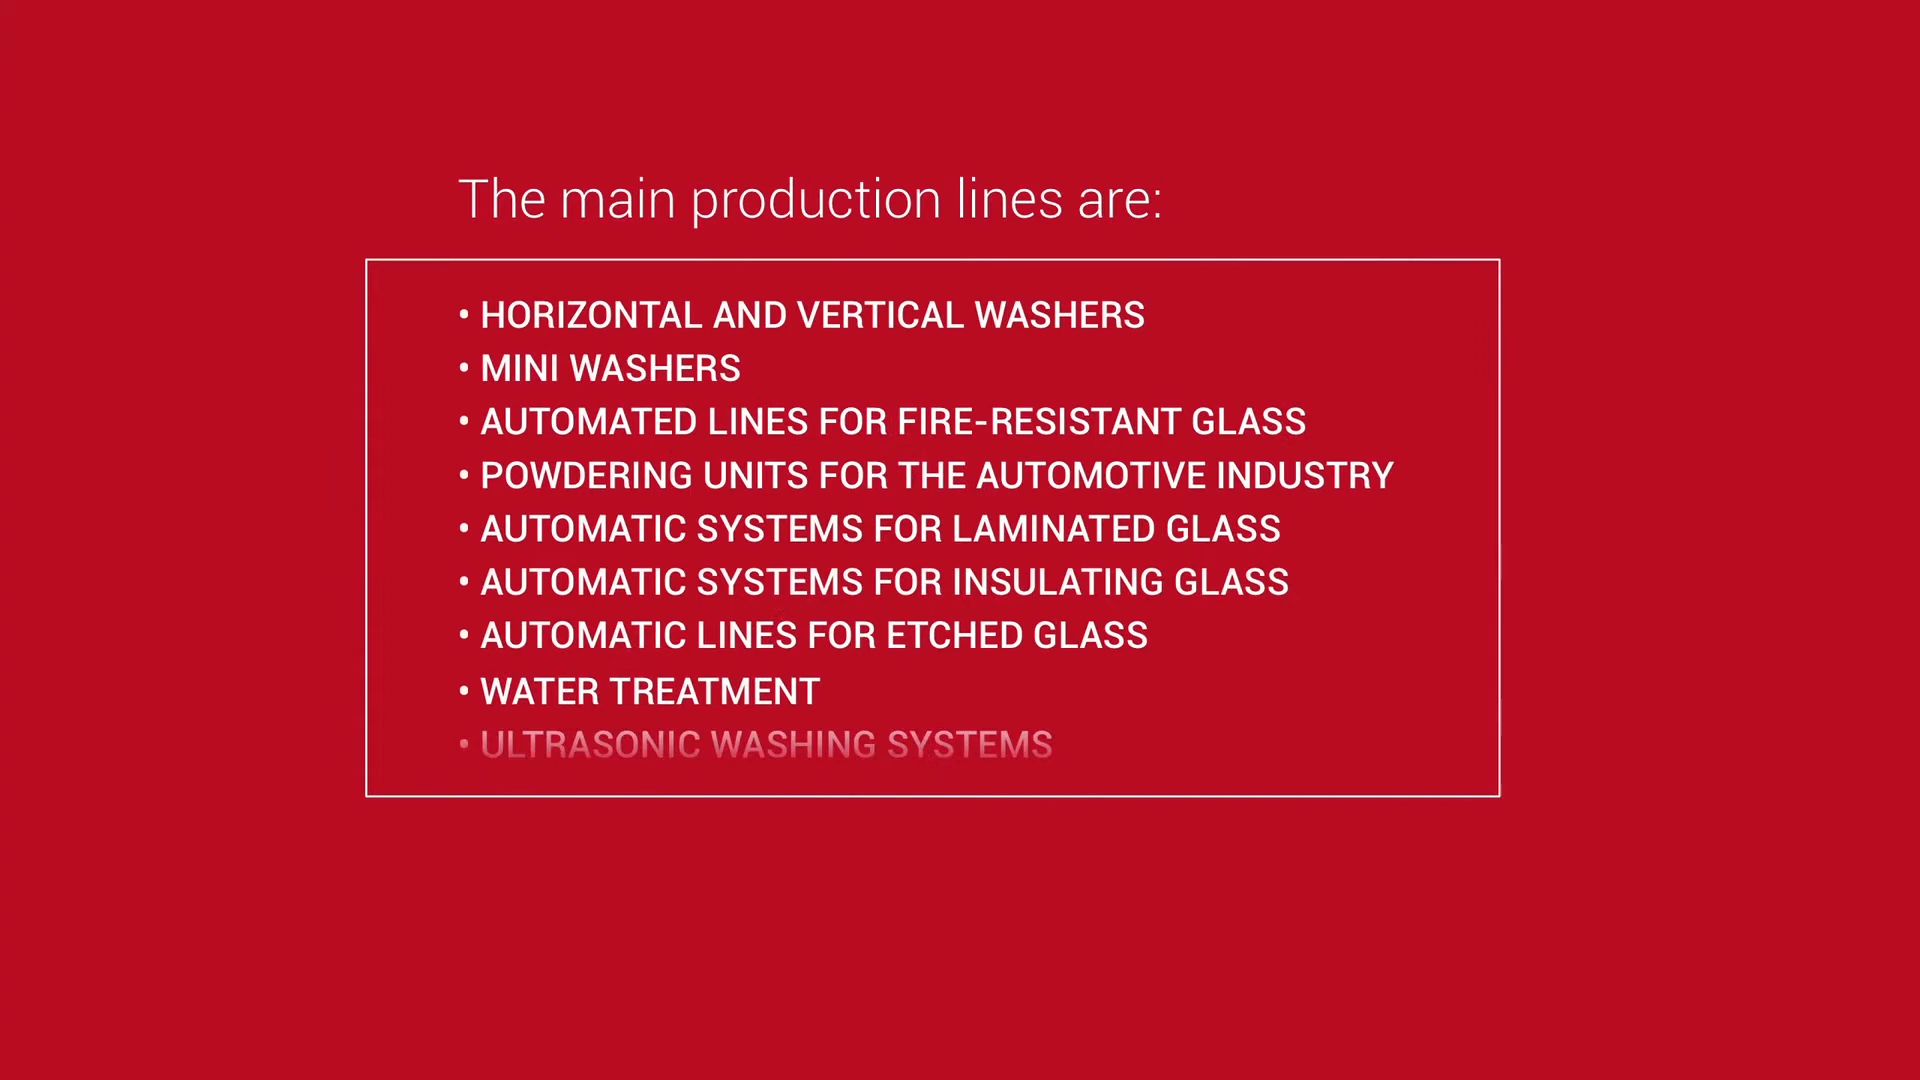 The main production lines are:
• HORIZONTAL AND VERTICAL WASHERS
• MINI WASHERS
• AUTOMATED LINES FOR FIRE-RESISTANT GLASS
• POWDERING UNITS FOR THE AUTOMOTIVE INDUSTRY
• AUTOMATIC SYSTEMS FOR LAMINATED GLASS
• AUTOMATIC SYSTEMS FOR INSULATING GLASS
• AUTOMATIC LINES FOR ETCHED GLASS
• WATER TREATMENT
• ULTRASONIC WASHING SYSTEMS